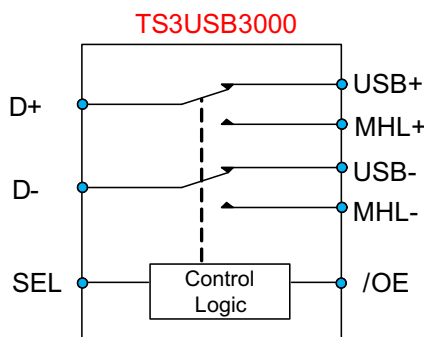 TS3USB3000
D+
USB+
MHL+
D-
USB-
MHL-
SEL
Control
Logic
/OE